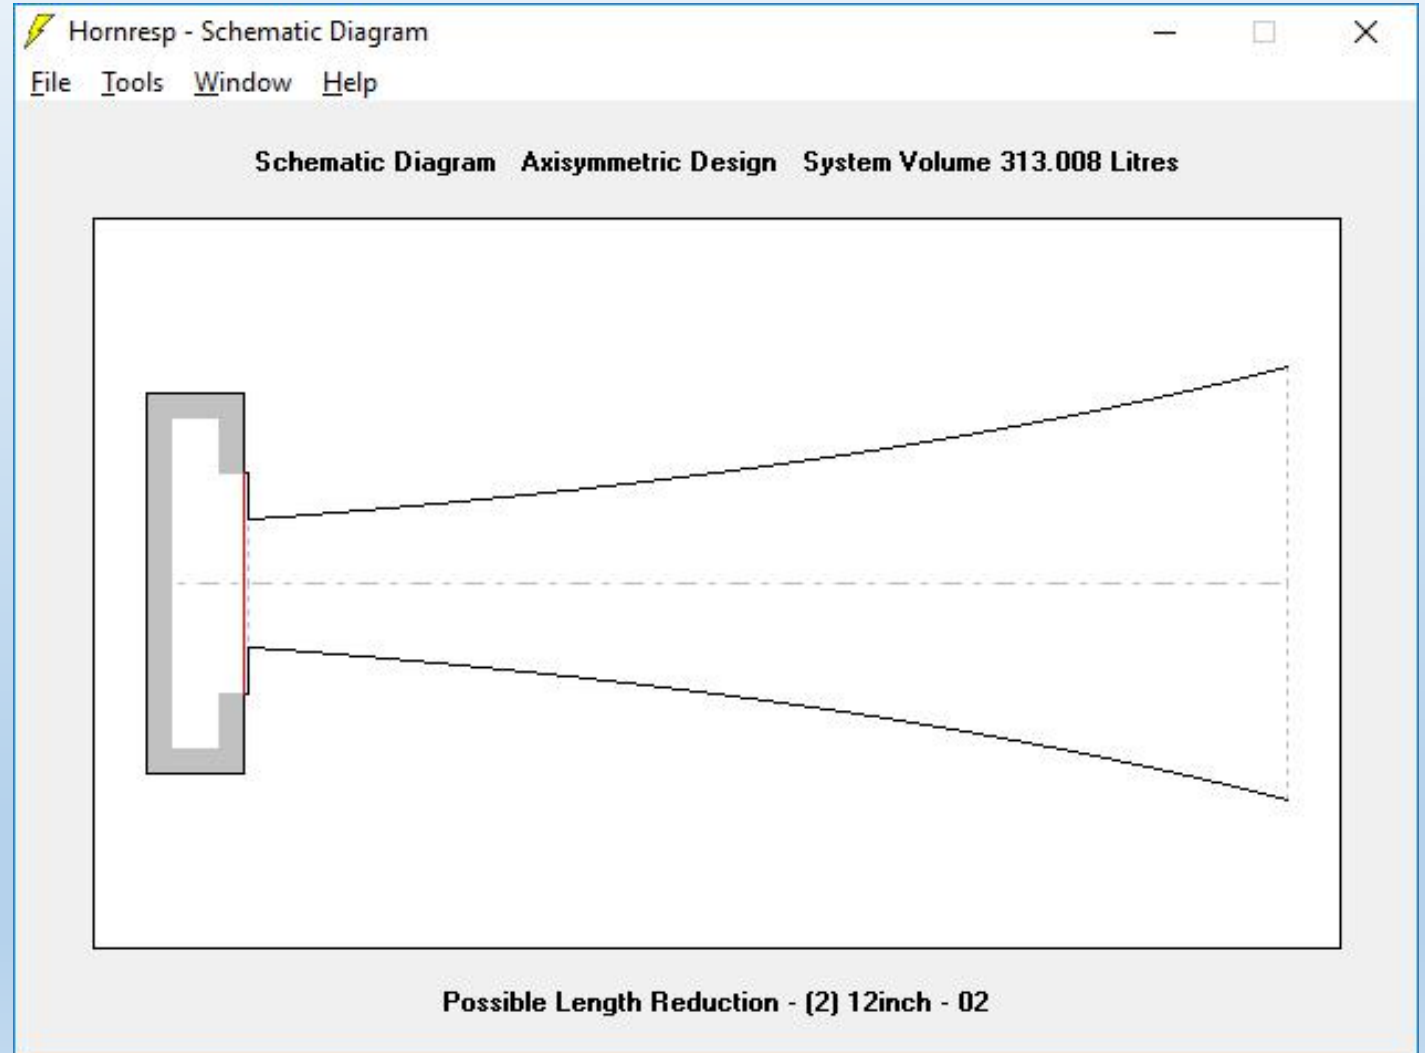 Hornresp - Schematic Diagram
File Tools Window Help
Schematic Diagram Axisymmetric Design System Volume 313.008 Litres
Possible Length Reduction - (2) 12inch - 02